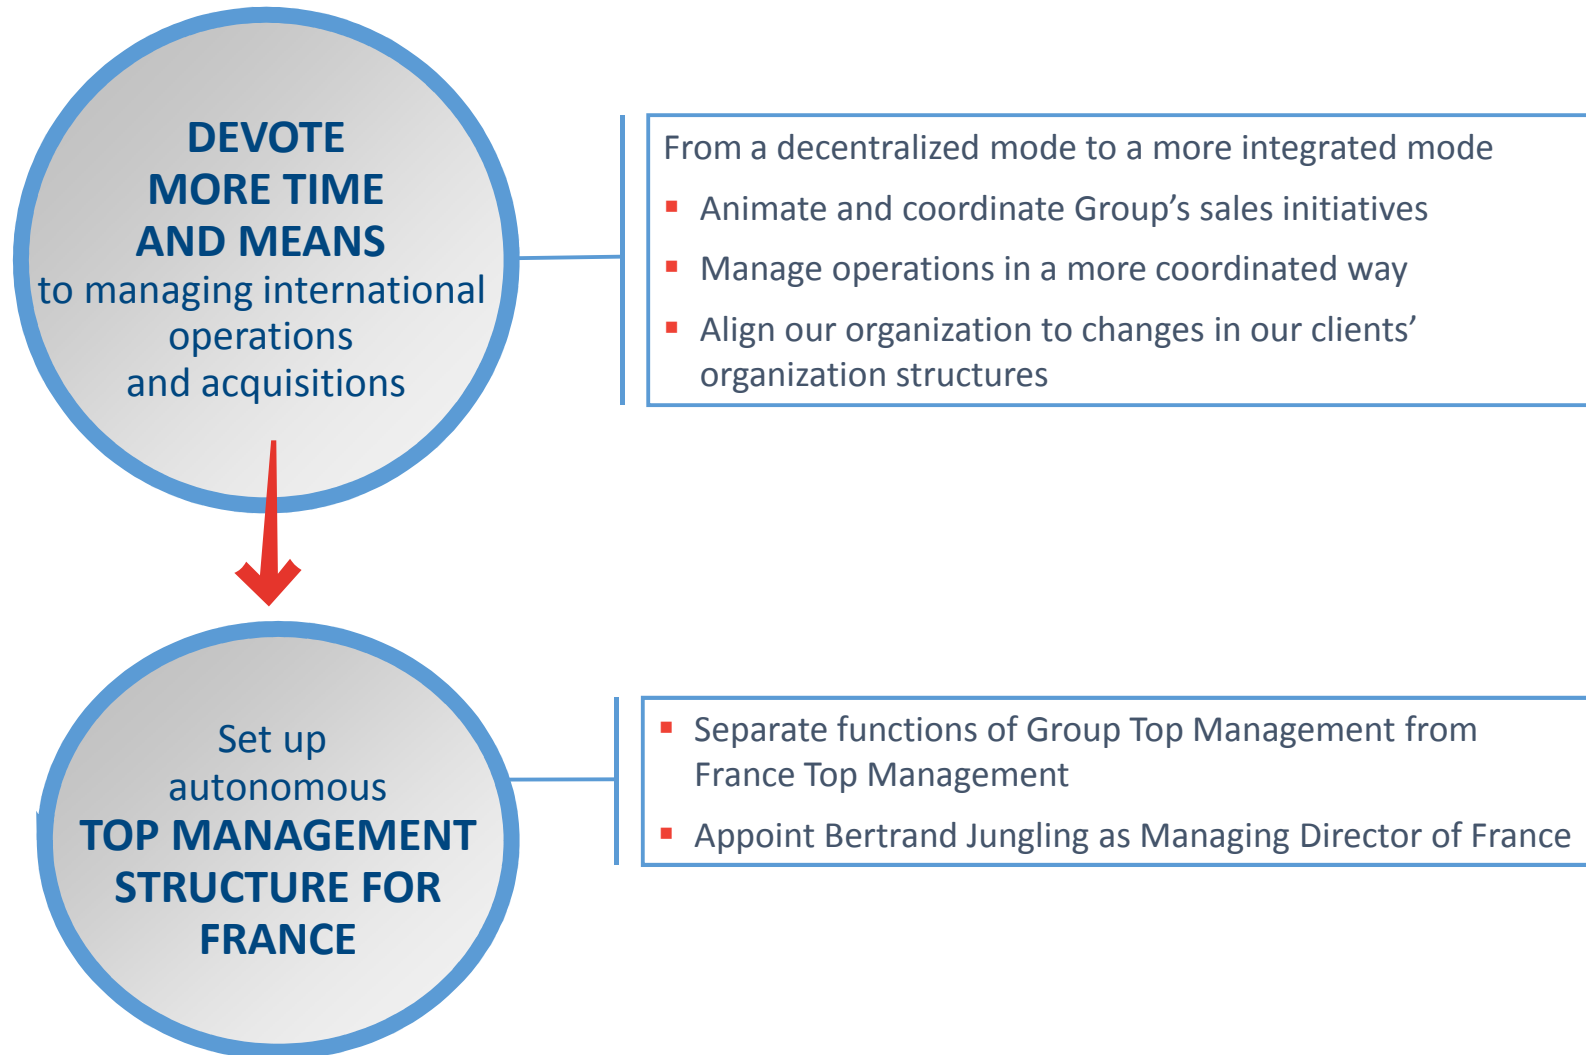 DEVOTE
MORE TIME
AND MEANS
to managing international
operations
and acquisitions
From a decentralized mode to a more integrated mode
▪ Animate and coordinate Group’s sales initiatives
▪ Manage operations in a more coordinated way
▪ Align our organization to changes in our clients’
organization structures
Set up
autonomous
TOP MANAGEMENT
STRUCTURE FOR
FRANCE
▪ Separate functions of Group Top Management from
France Top Management
▪ Appoint Bertrand Jungling as Managing Director of France